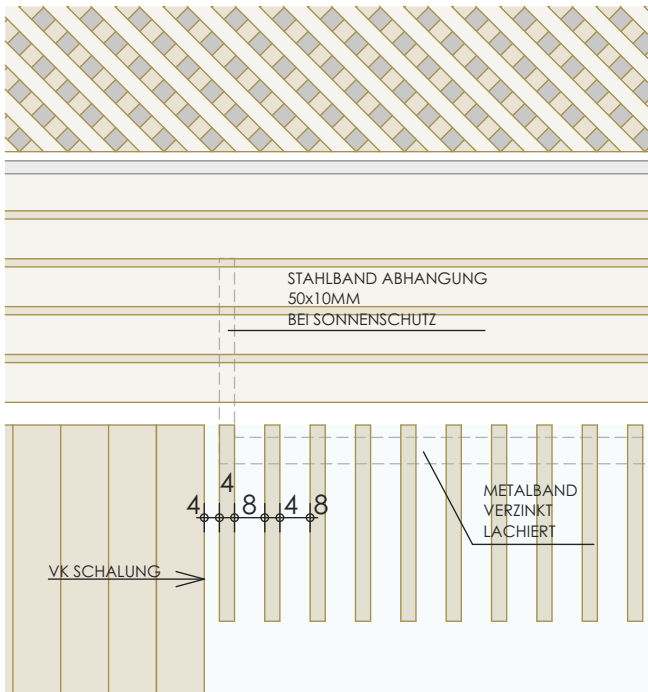 STAHLBAND ABHANGUNG
50x10MM
BEI SONNENSCHUTZ
4
4 8 4 8
METALBAND
VERZINKT
LACHIERT
VK SCHALUNG